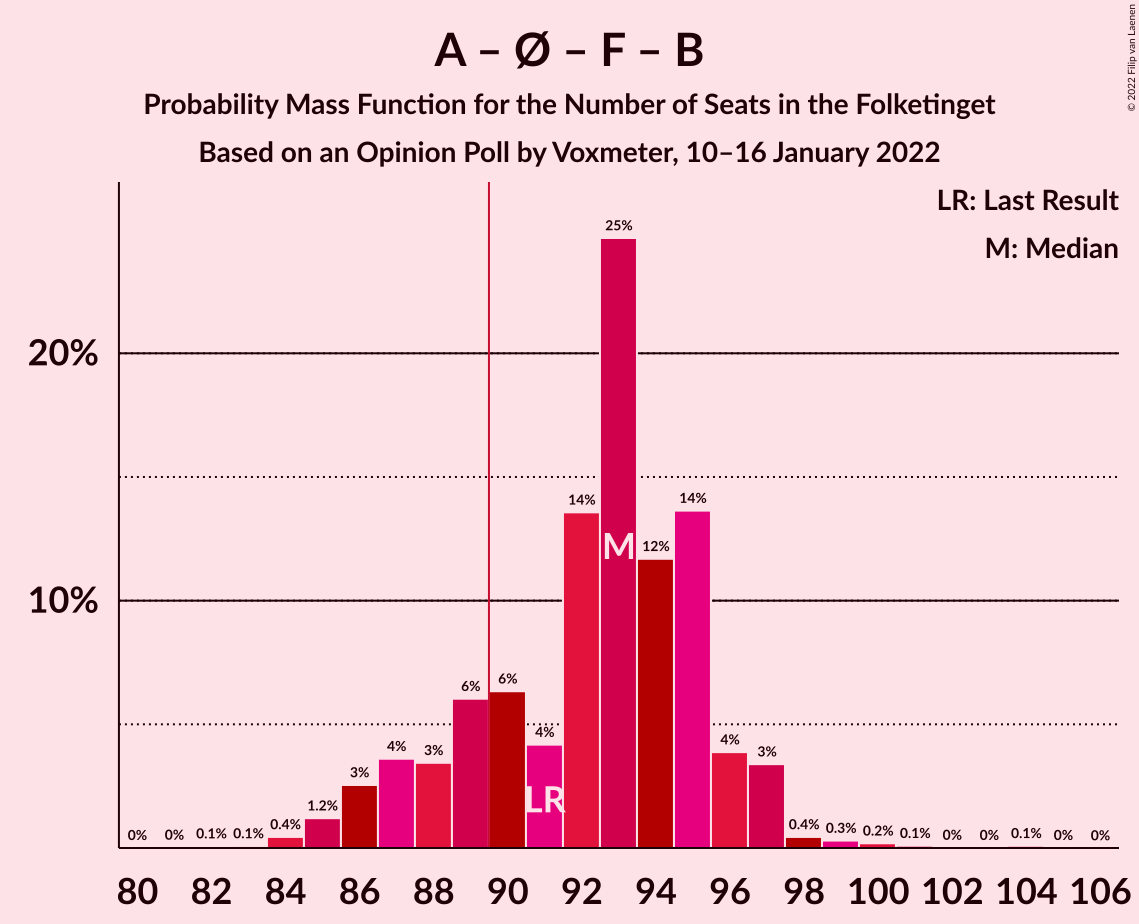 A – Ø – F – B
Probability Mass Function for the Number of Seats in the Folketinget
Based on an Opinion Poll by Voxmeter, 10–16 January 2022
© 2022 Filip van Laenen
LR: Last Result
M: Median
20%
10%
0% 0% 0.1% 0.1% 0.4% 1.2% 3% 4% 3% 6% 6% 4% 14% 25% 12% 14% 4% 3% 0.4% 0.3% 0.2% 0.1% 0% 0% 0.1% 0% 0%
M
LR
80 82 84 86 88 90 92 94 96 98 100 102 104 106